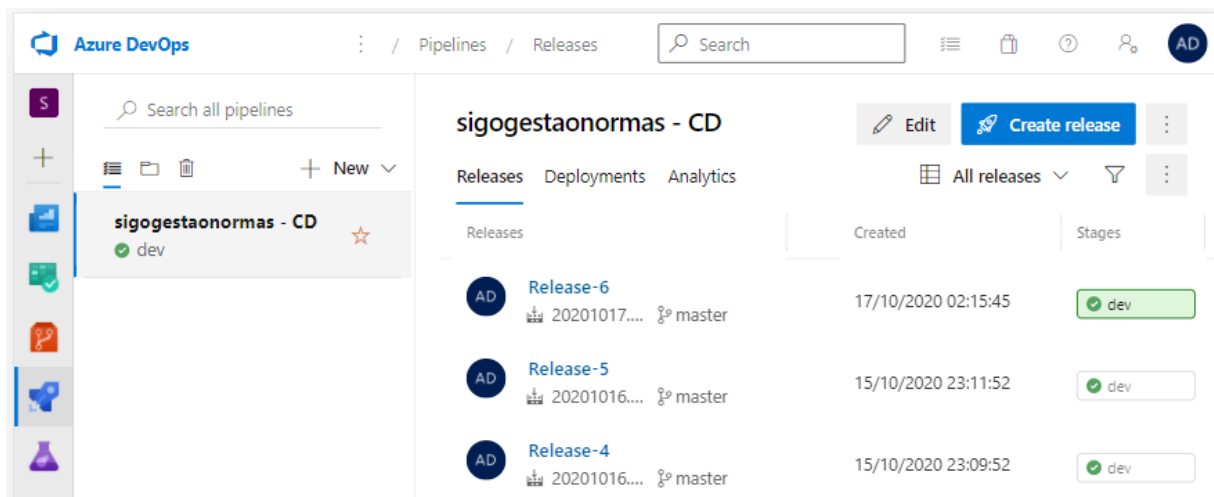 Azure DevOps / Pipelines / Releases Search AD
S Search all pipelines
sigogestaonormas - CD Edit Create release
New
Releases Deployments Analytics All releases
sigogestaonormas - CD
dev
Releases Created Stages
AD Release-6 17/10/2020 02:15:45 dev
20201017.... master
AD Release-5 15/10/2020 23:11:52 dev
20201016.... master
AD Release-4 15/10/2020 23:09:52 dev
20201016.... master